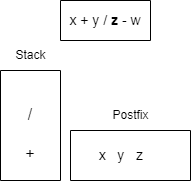 x + y / z - w
Stack
/
Postfix
+
x y z